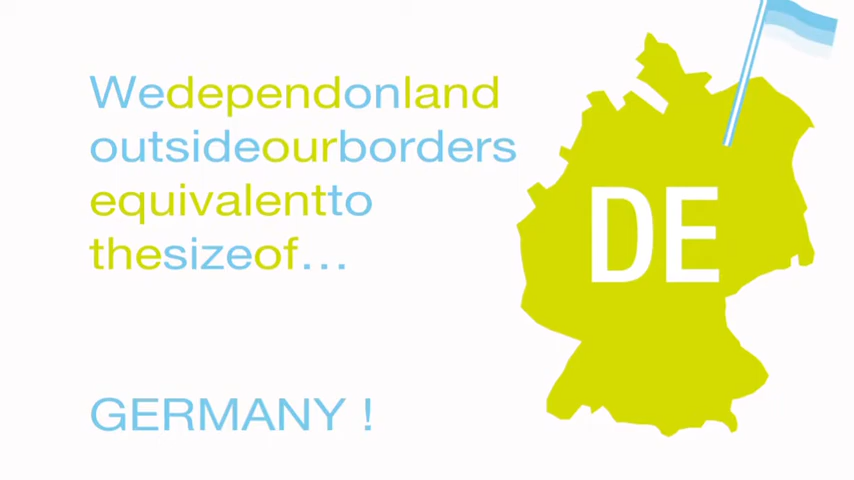 Wedependonland
outsideourborders
equivalentto
thesizeof...
GERMANY !
DE